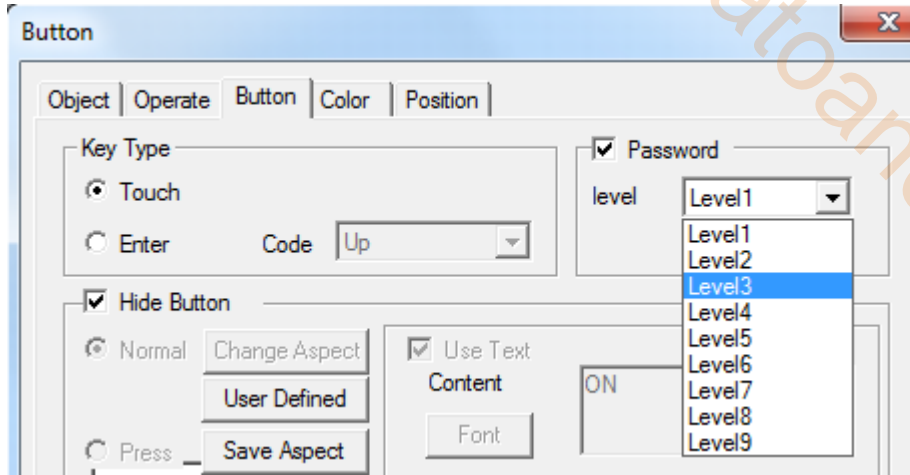 Button
Object Operate Button Color Position
Key Type
Touch
Enter Code Up
Password
level Level1
Level1
Level2
Level3
Level4
Level5
Level6
Level7
Level8
Level9
Hide Button
Normal Change Aspect
User Defined
Press Save Aspect
Use Text
Content ON
Font